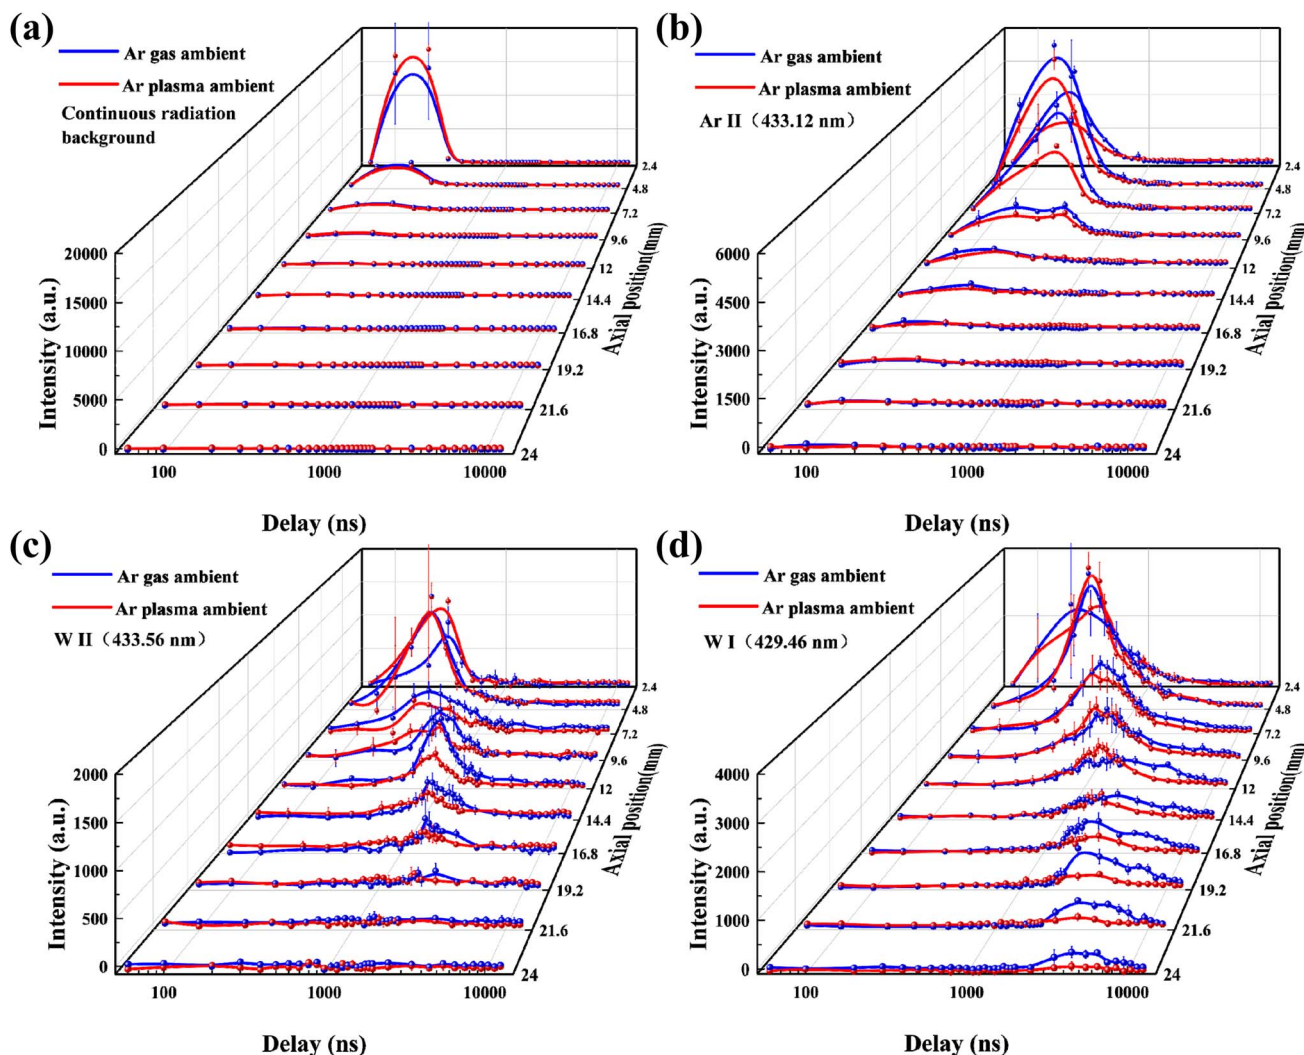 (a)
Ar gas ambient
Ar plasma ambient
Continuous radiation
background
20000
15000
10000
5000
0
Intensity (a.u.)
100
1000
10000
Delay (ns)
2.4
4.8
7.2
9.6
12
14.4
16.8
19.2
21.6
24
Axial position(mm)
(b)
Ar gas ambient
Ar plasma ambient
Ar II（433.12 nm）
6000
4500
3000
1500
0
Intensity (a.u.)
100
1000
10000
Delay (ns)
2.4
4.8
7.2
9.6
12
14.4
16.8
19.2
21.6
24
Axial position(mm)
(c)
Ar gas ambient
Ar plasma ambient
W II（433.56 nm）
2000
1500
1000
500
0
Intensity (a.u.)
100
1000
10000
Delay (ns)
2.4
4.8
7.2
9.6
12
14.4
16.8
19.2
21.6
24
Axial position(mm)
(d)
Ar gas ambient
Ar plasma ambient
W I（429.46 nm）
4000
3000
2000
1000
0
Intensity (a.u.)
100
1000
10000
Delay (ns)
2.4
4.8
7.2
9.6
12
14.4
16.8
19.2
21.6
24
Axial position(mm)